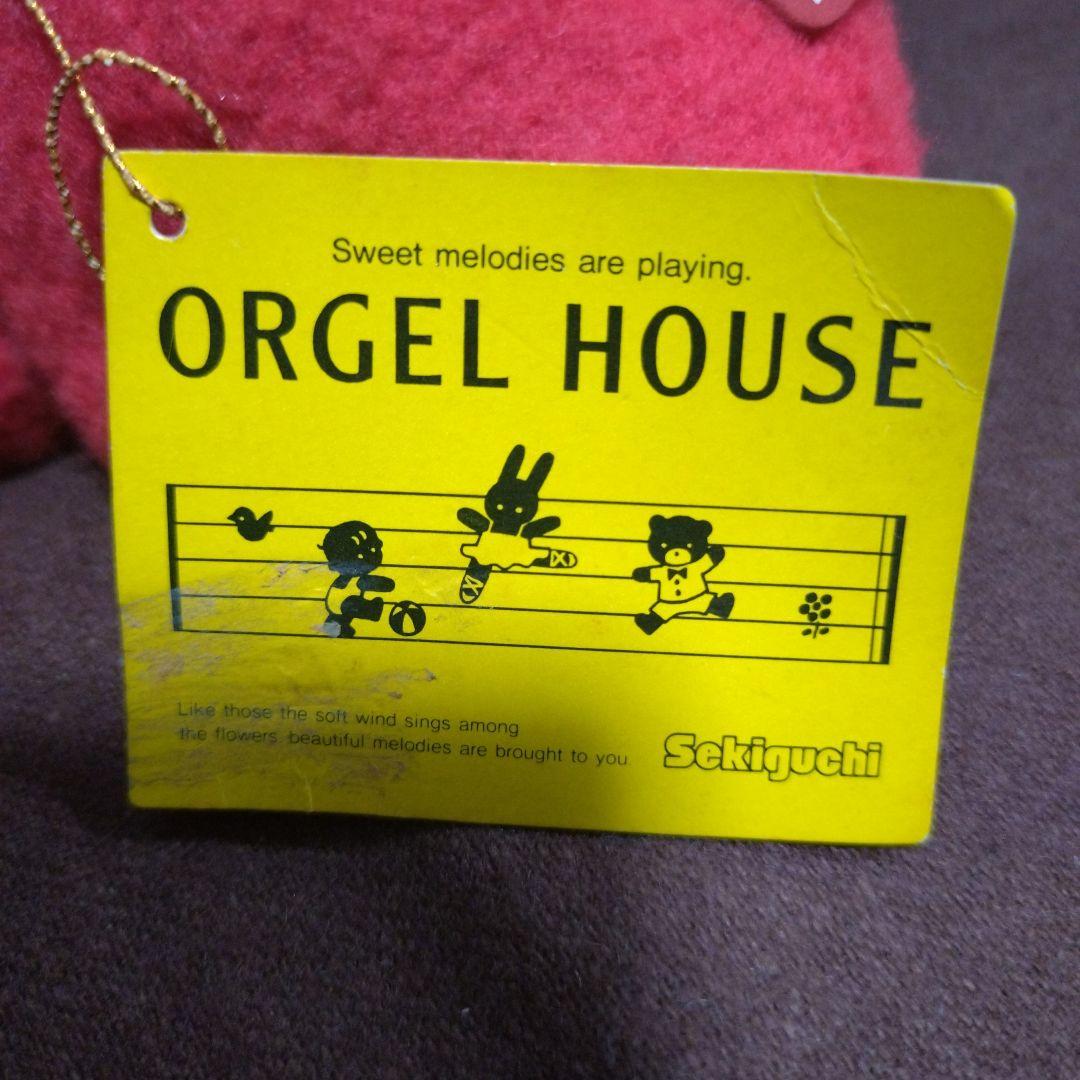 Sweet melodies are playing.
ORGEL HOUSE
Like those the soft wind sings among
the flowers beautiful melodies are brought to you
Sekiguchi